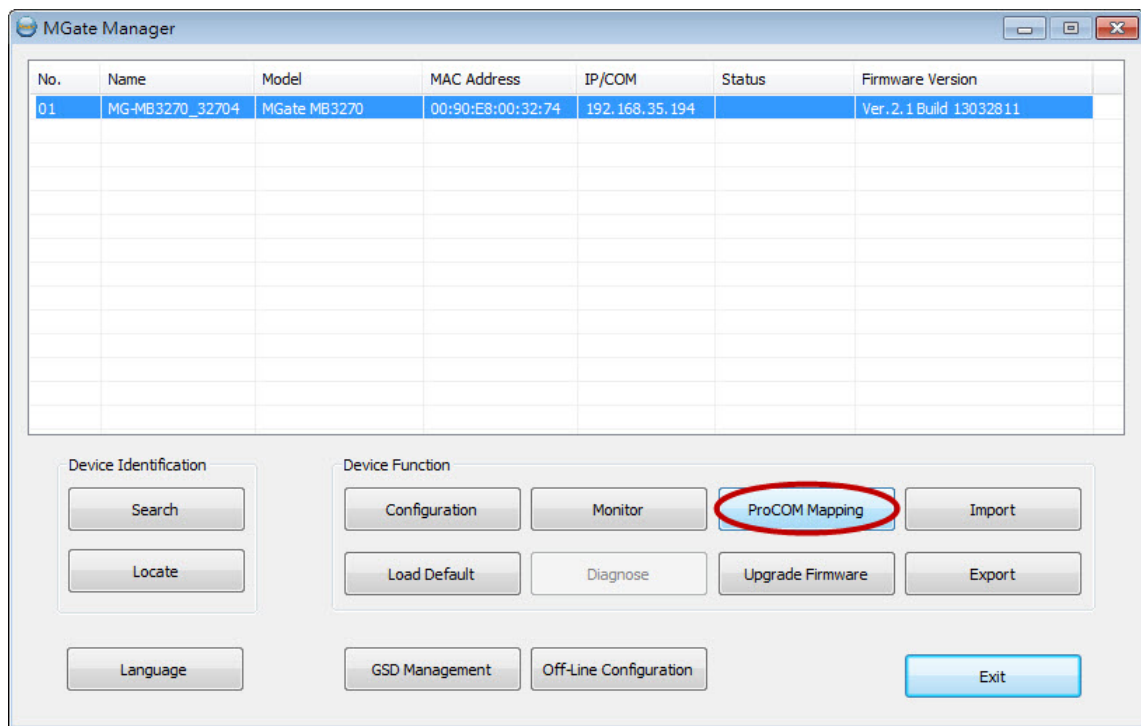 MGate Manager
No. Name Model MAC Address IP/COM Status Firmware Version
01 MG-MB3270_32704 MGate MB3270 00:90:E8:00:32:74 192.168.35.194 Ver.2.1 Build 13032811
Device Identification Device Function
Search Configuration Monitor ProCOM Mapping Import
Locate Load Default Diagnose Upgrade Firmware Export
Language GSD Management Off-Line Configuration Exit